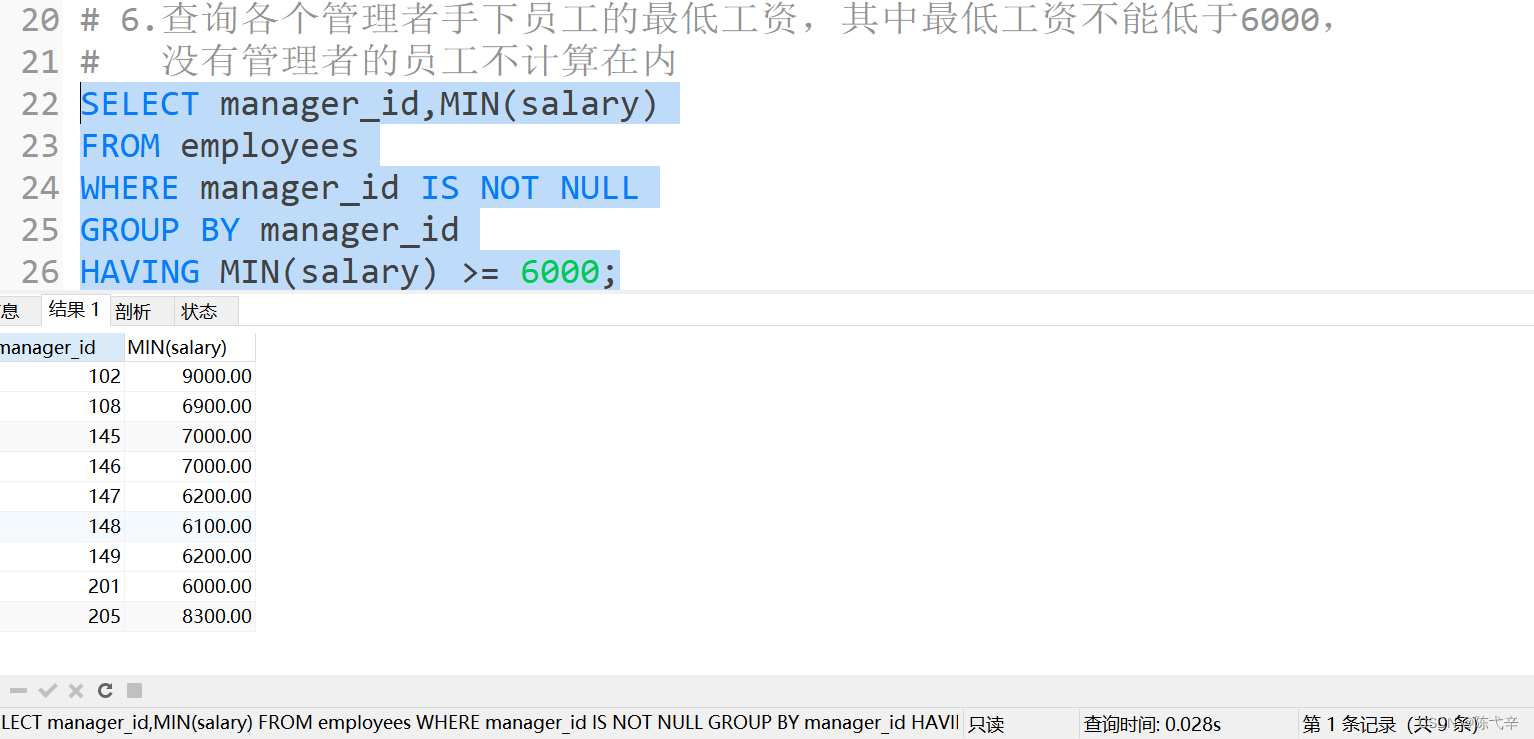 20 # 6.查询各个管理者手下员工的最低工资，其中最低工资不能低于6000，
21 #   没有管理者的员工不计算在内
22 SELECT manager_id,MIN(salary)
23 FROM employees
24 WHERE manager_id IS NOT NULL
25 GROUP BY manager_id
26 HAVING MIN(salary) >= 6000;
息 结果 1 剖析 状态
manager_id MIN(salary)
102 9000.00
108 6900.00
145 7000.00
146 7000.00
147 6200.00
148 6100.00
149 6200.00
201 6000.00
205 8300.00
LECT manager_id,MIN(salary) FROM employees WHERE manager_id IS NOT NULL GROUP BY manager_id HAVI 只读 查询时间: 0.028s 第 1 条记录（共 9 条）
CSDN @陈弋辛